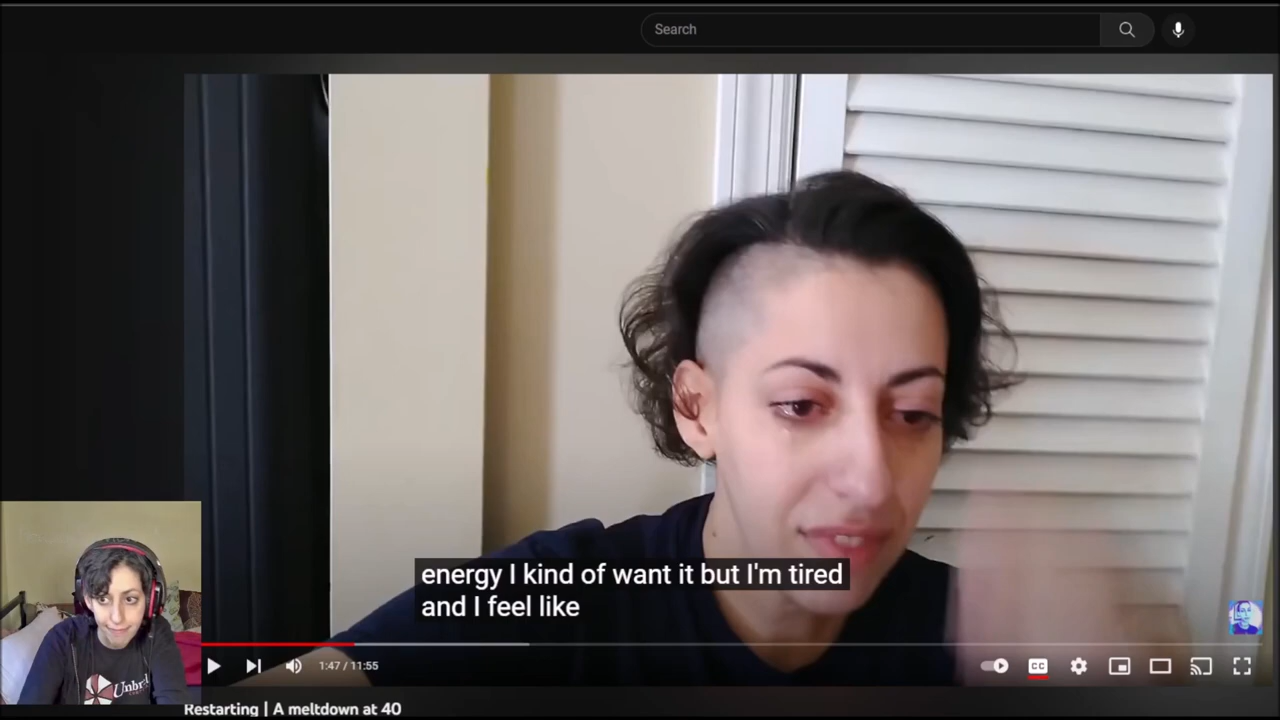 Search
energy I kind of want it but I'm tired
and I feel like
1:47 / 11:55
CC
Restarting | A meltdown at 40